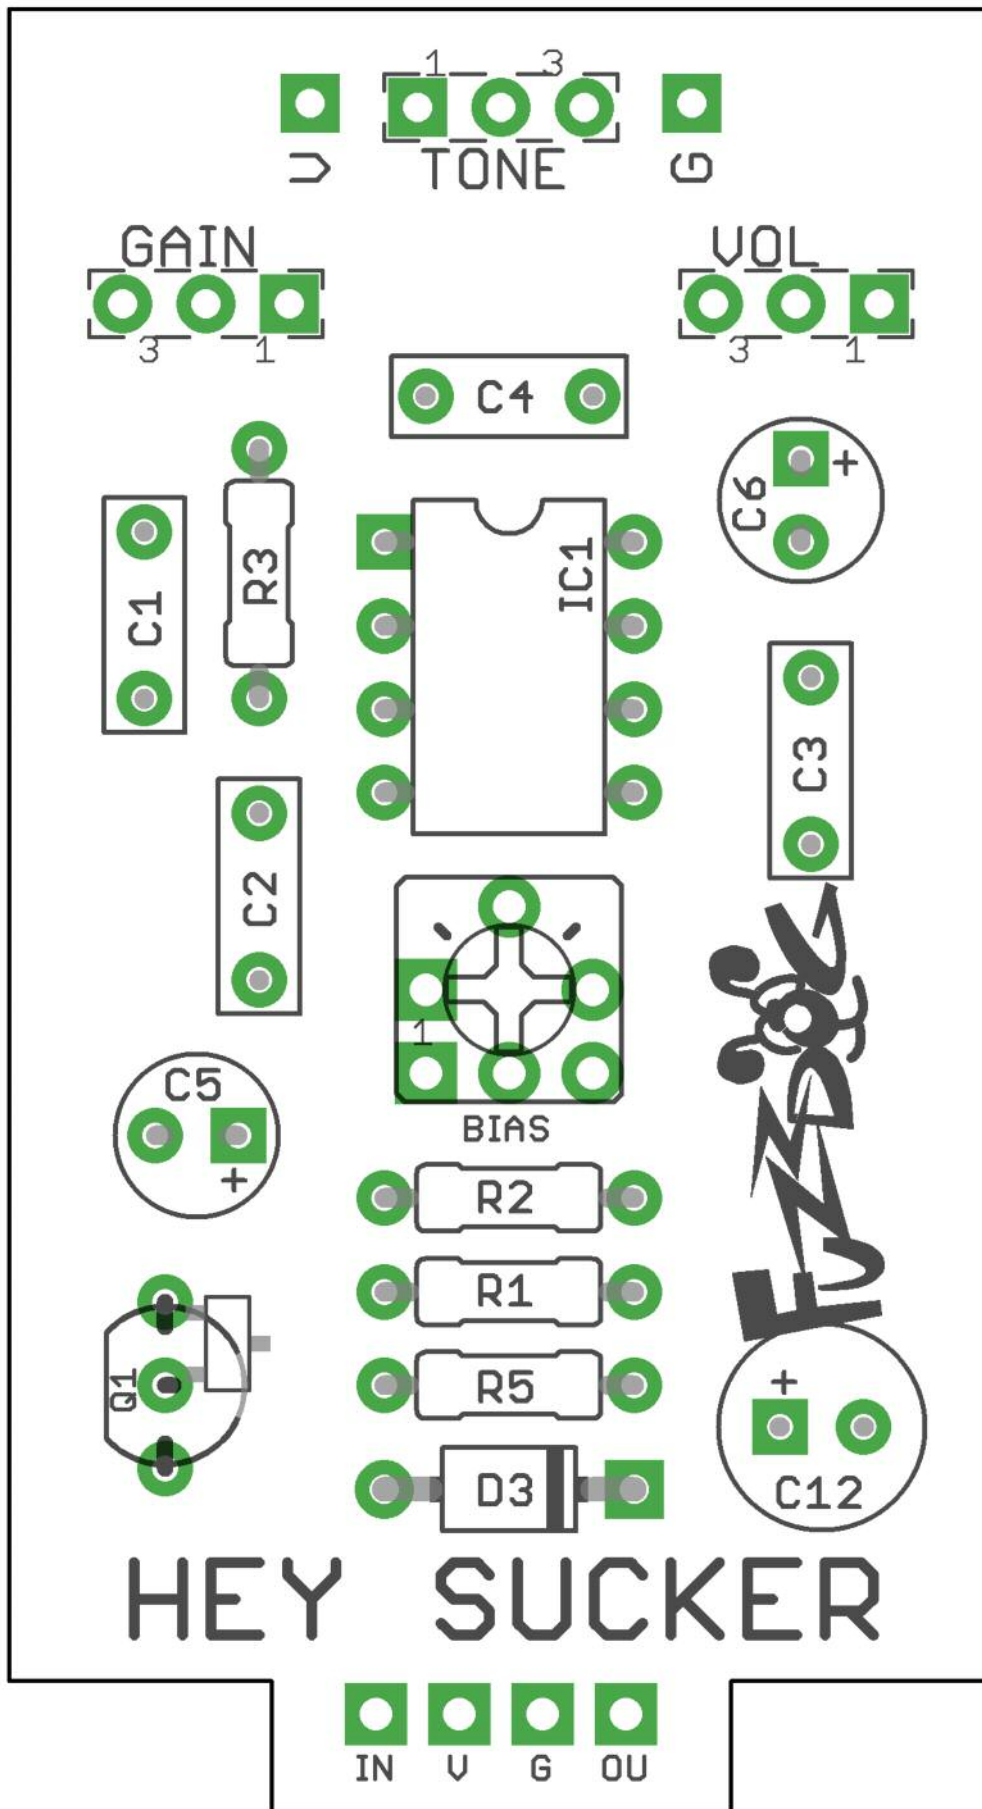 1 3
V TONE G
GAIN VOL
3 1 3 1
C4
C6 +
IC1
R3
C1
C3
C2
1
C5
+
BIAS
R2
FuzzDog
R1
Q1
R5
+
D3
C12
HEY SUCKER
IN V G OU